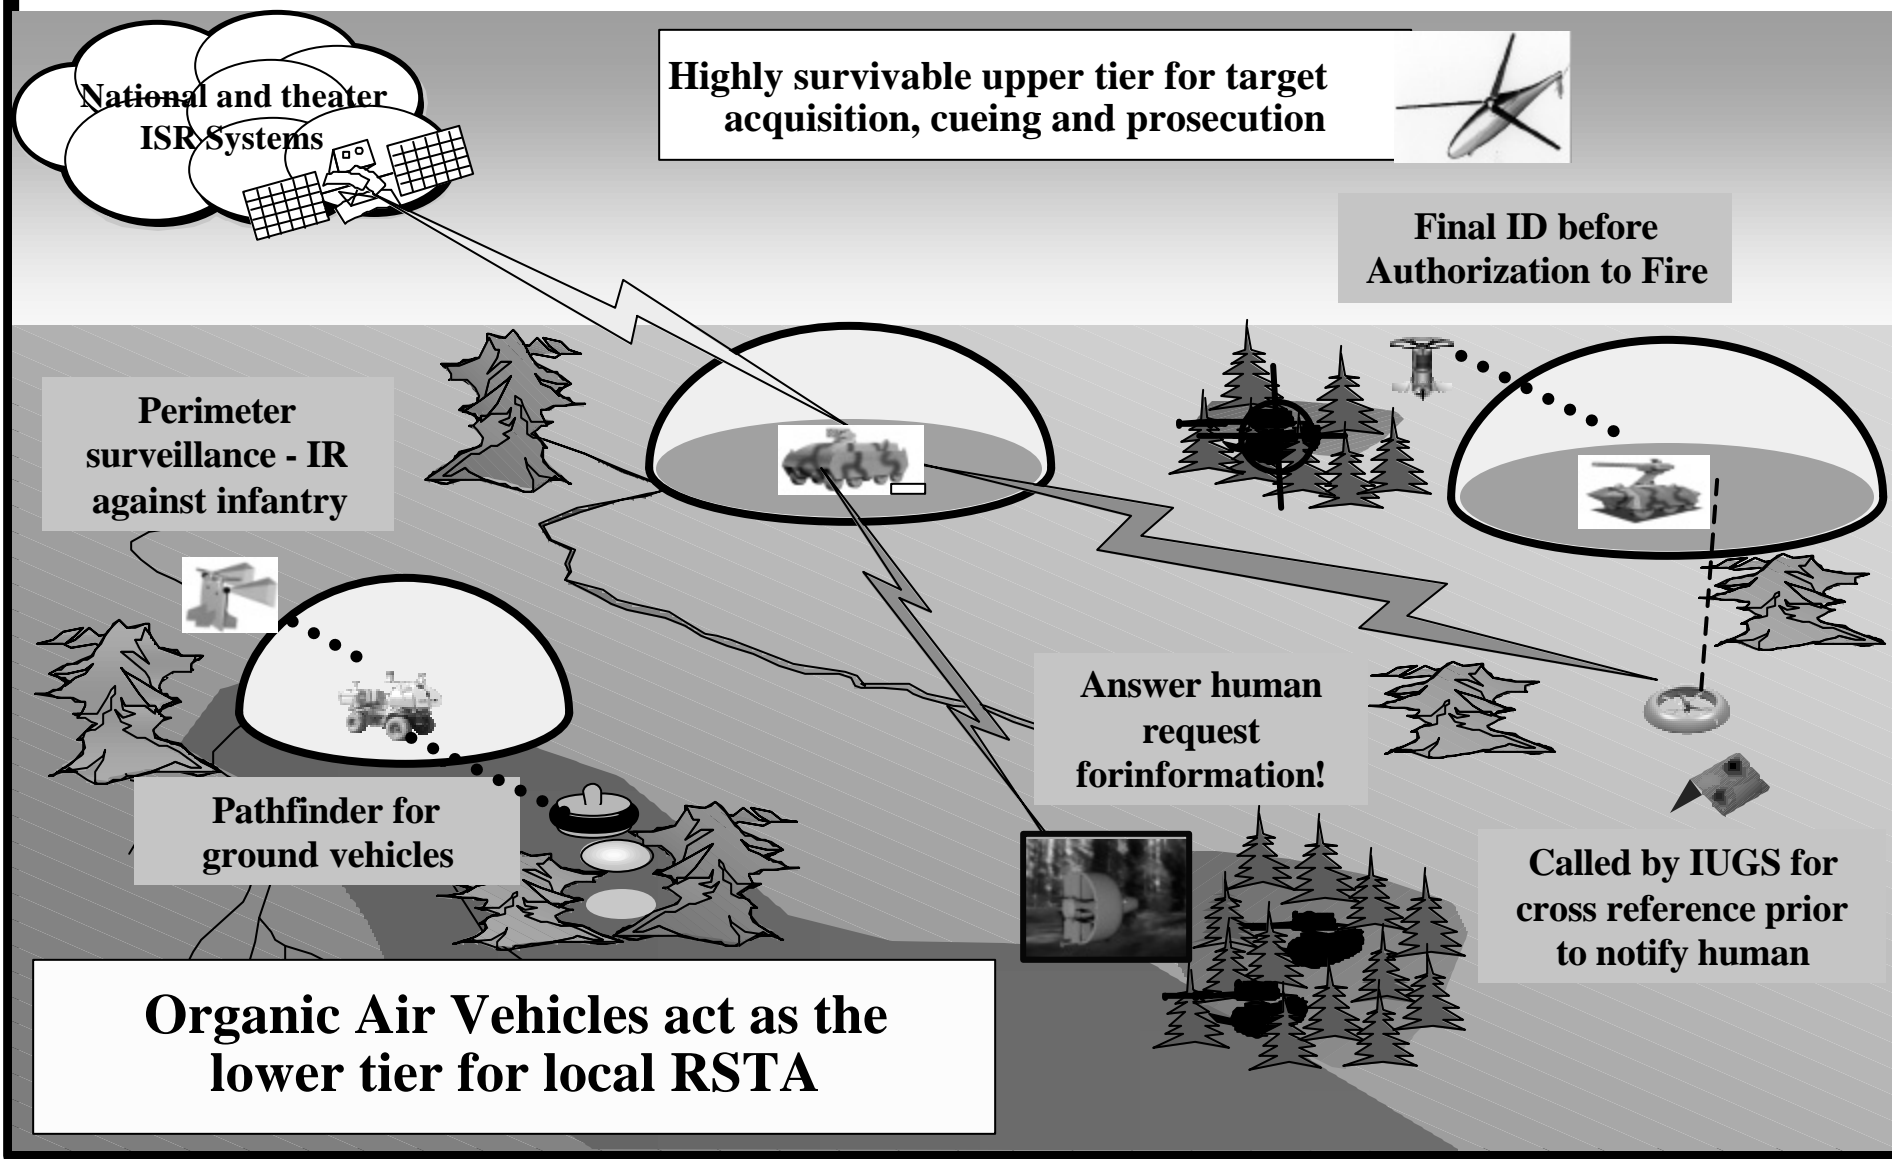 National and theater
ISR Systems
Highly survivable upper tier for target
acquisition, cueing and prosecution
Final ID before
Authorization to Fire
Perimeter
surveillance - IR
against infantry
Answer human
request
forinformation!
Pathfinder for
ground vehicles
Called by IUGS for
cross reference prior
to notify human
Organic Air Vehicles act as the
lower tier for local RSTA